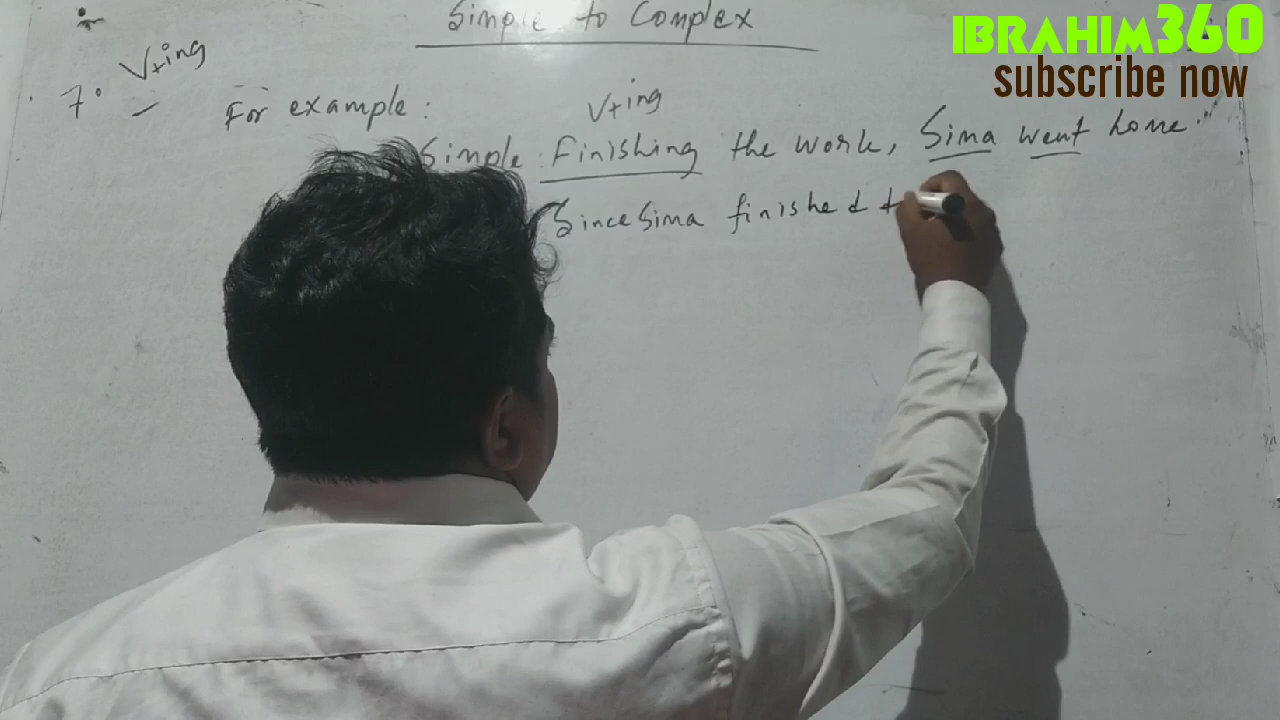 Simple to Complex
IBRAHIM360
subscribe now
7° V+ing
For example:
V+ing
Simple: Finishing the work, Sima went home.
Since Sima finished t